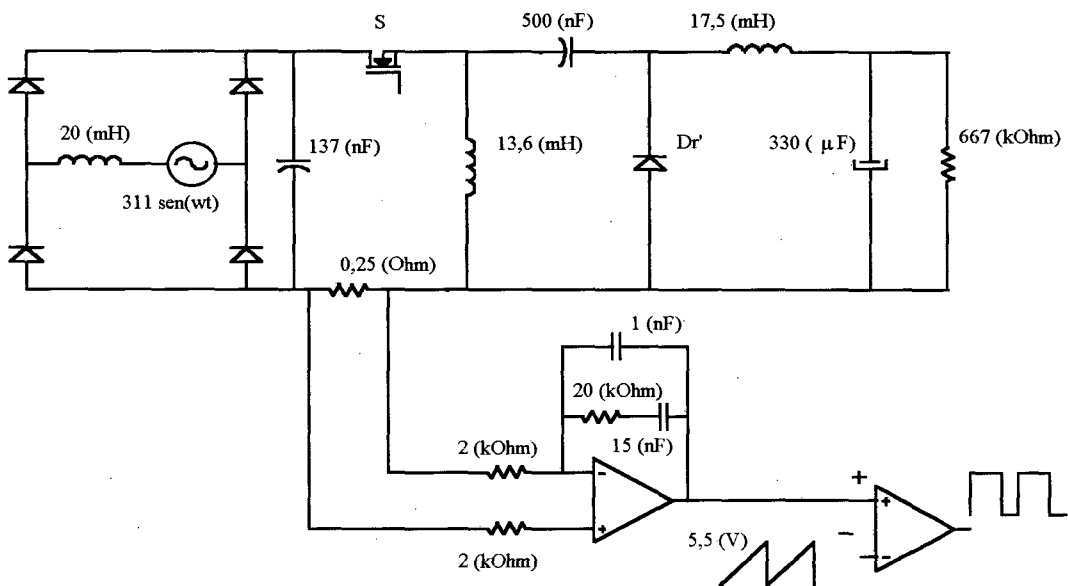 S
500 (nF)
17,5 (mH)
20 (mH)
137 (nF)
13,6 (mH)
Dr'
330 ( μF)
667 (kOhm)
311 sen(wt)
0,25 (Ohm)
1 (nF)
20 (kOhm)
15 (nF)
2 (kOhm)
-
+
2 (kOhm)
5,5 (V)
+
+
-
-